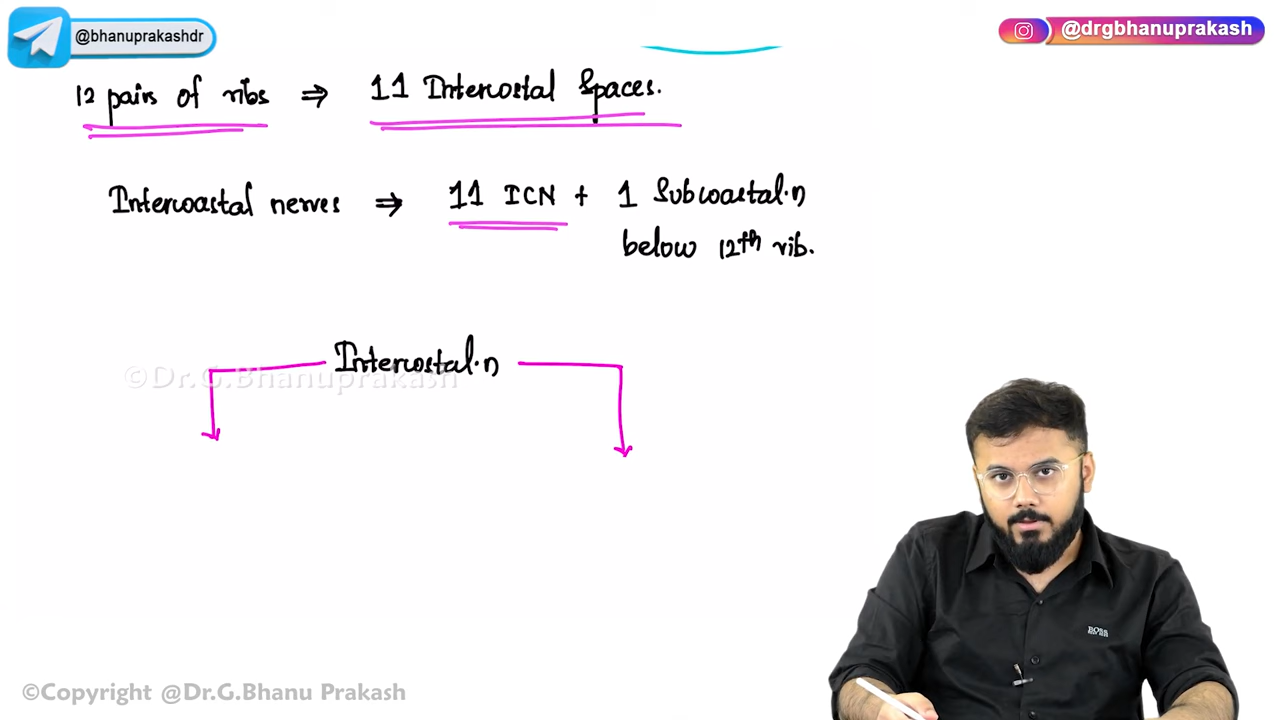 @bhanuprakashdr
@drgbhanuprakash
12 pairs of ribs ⇒ 11 Intercostal Spaces.
Intercoastal nerves ⇒ 11 ICN + 1 Subcoastal.n
below 12th rib.
Intercostal.n
©Dr.G.Bhanuprakash
BOSS
©Copyright @Dr.G.Bhanu Prakash